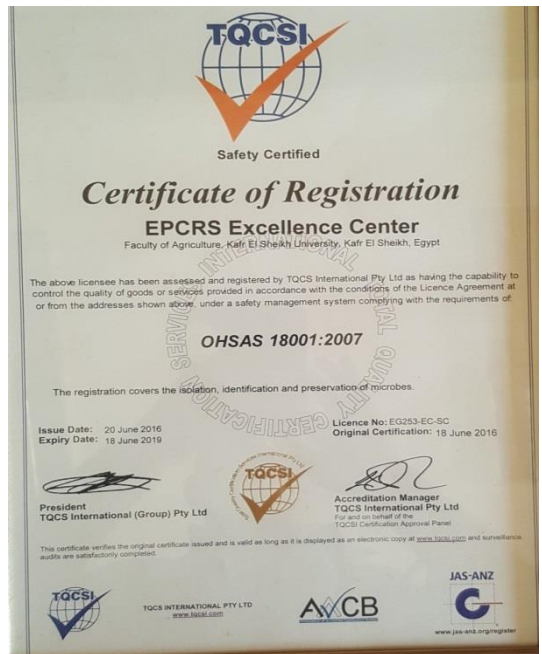 TQCSI
Safety Certified
Certificate of Registration
EPCRS Excellence Center
Faculty of Agriculture, Kafr El Sheikh University, Kafr El Sheikh, Egypt
The above licensee has been assessed and registered by TQCS International Pty Ltd as having the capability to
control the quality of goods or services provided in accordance with the conditions of the Licence Agreement at
or from the addresses shown above, under a safety management system complying with the requirements of:
OHSAS 18001:2007
The registration covers the isolation, identification and preservation of microbes.
Issue Date: 20 June 2016
Expiry Date: 18 June 2019
Licence No: EG253-EC-SC
Original Certification: 18 June 2016
TQCSI
President
TQCS International (Group) Pty Ltd
Accreditation Manager
TQCS International Pty Ltd
For and on behalf of the
TQCSI Certification Approval Panel
This certificate verifies the original certificate issued and is valid as long as it is displayed as an electronic copy at www.tqcsi.com and surveillance
audits are satisfactorily completed.
TQCSI
TQCS INTERNATIONAL PTY LTD
www.tqcsi.com
AWCB
JAS-ANZ
www.jas-anz.org/register